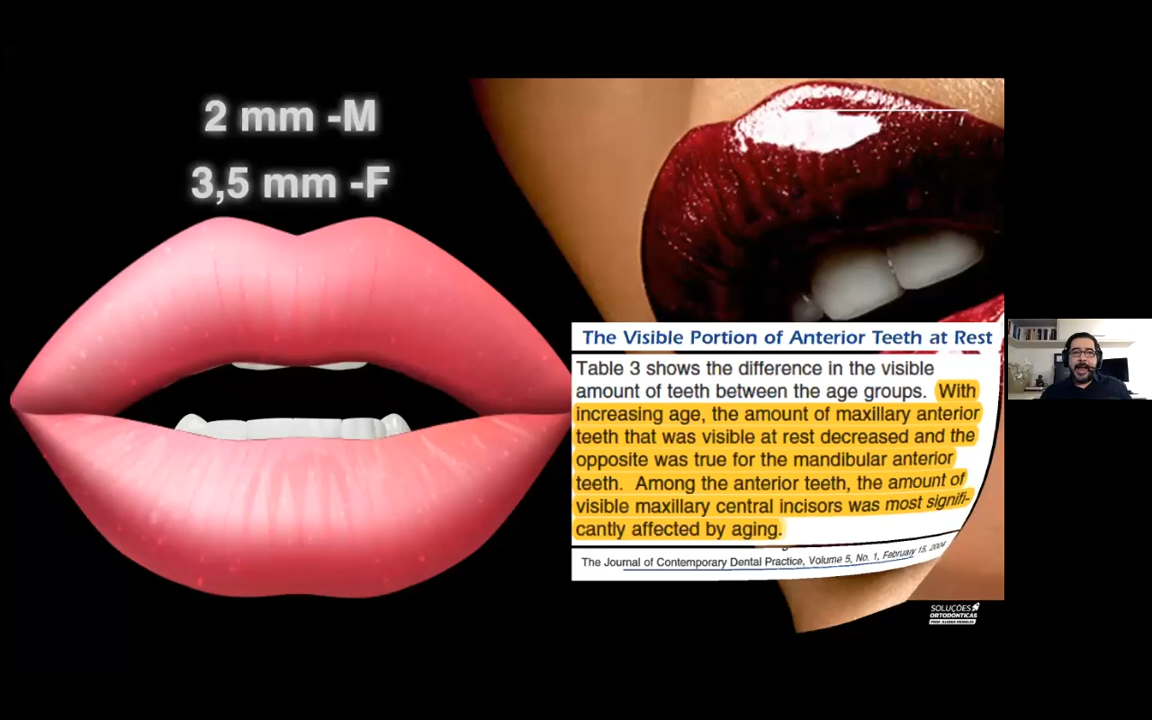 2 mm -M
3,5 mm -F
The Visible Portion of Anterior Teeth at Rest
Table 3 shows the difference in the visible
amount of teeth between the age groups. With
increasing age, the amount of maxillary anterior
teeth that was visible at rest decreased and the
opposite was true for the mandibular anterior
teeth. Among the anterior teeth, the amount of
visible maxillary central incisors was most signifi-
cantly affected by aging.
The Journal of Contemporary Dental Practice, Volume 5, No. 1, February 15, 2004
SOLUÇÕES
ORTODÔNTICAS